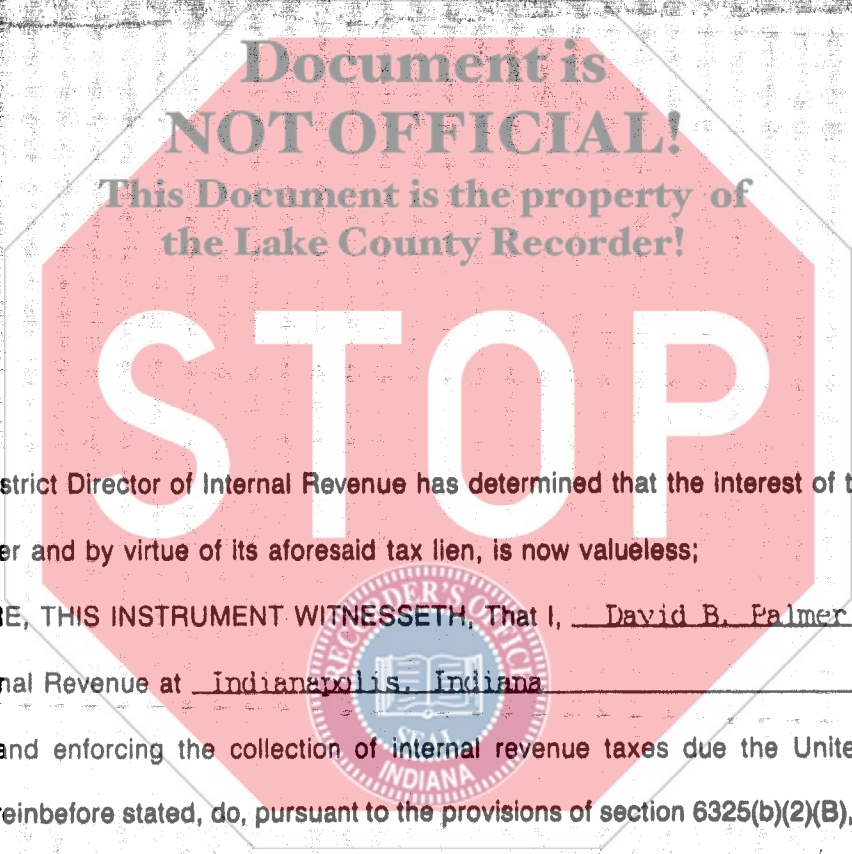 Document is
NOT OFFICIAL!
This Document is the property of
the Lake County Recorder!
STOP
strict Director of Internal Revenue has determined that the interest of t
er and by virtue of its aforesaid tax lien, is now valueless;
RE, THIS INSTRUMENT WITNESSETH, That I, David B. Palmer
nal Revenue at Indianapolis, Indiana
and enforcing the collection of internal revenue taxes due the Unite
einbefore stated, do, pursuant to the provisions of section 6325(b)(2)(B),
RECORDER'S OFFICE
SEAL
INDIANA